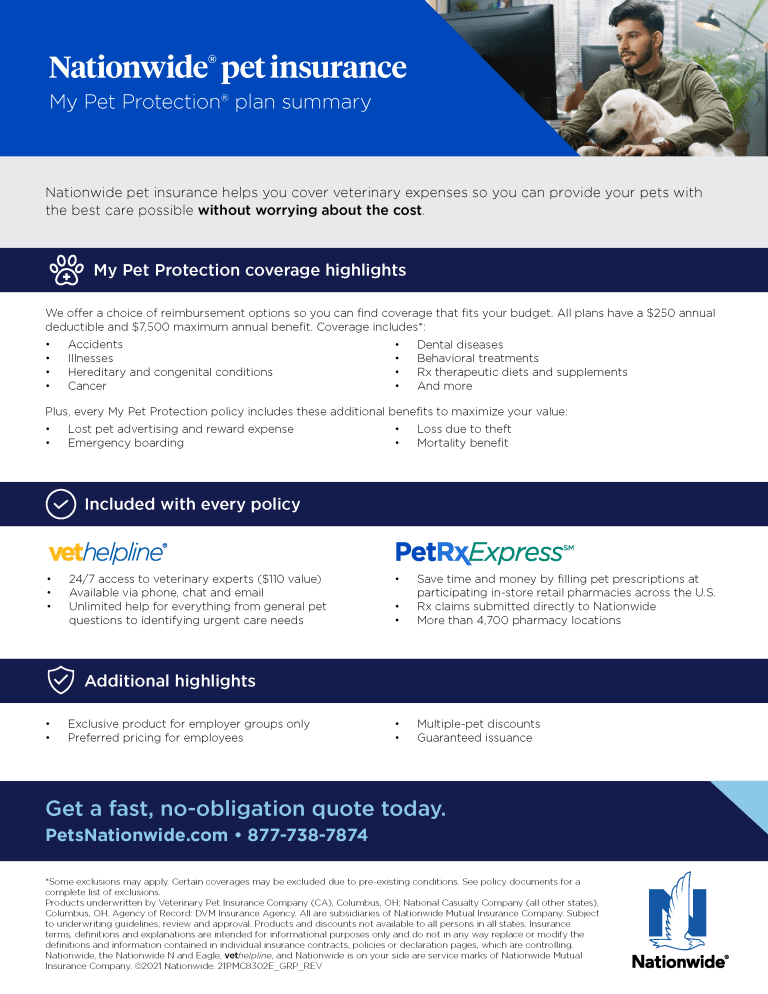 Nationwide® pet insurance
My Pet Protection® plan summary
Nationwide pet insurance helps you cover veterinary expenses so you can provide your pets with
the best care possible without worrying about the cost.
My Pet Protection coverage highlights
We offer a choice of reimbursement options so you can find coverage that fits your budget. All plans have a $250 annual
deductible and $7,500 maximum annual benefit. Coverage includes*:
• Accidents
• Illnesses
• Hereditary and congenital conditions
• Cancer
• Dental diseases
• Behavioral treatments
• Rx therapeutic diets and supplements
• And more
Plus, every My Pet Protection policy includes these additional benefits to maximize your value:
• Lost pet advertising and reward expense
• Emergency boarding
• Loss due to theft
• Mortality benefit
Included with every policy
vethelpline®
• 24/7 access to veterinary experts ($110 value)
• Available via phone, chat and email
• Unlimited help for everything from general pet
questions to identifying urgent care needs
PetRxExpress℠
• Save time and money by filling pet prescriptions at
participating in-store retail pharmacies across the U.S.
• Rx claims submitted directly to Nationwide
• More than 4,700 pharmacy locations
Additional highlights
• Exclusive product for employer groups only
• Preferred pricing for employees
• Multiple-pet discounts
• Guaranteed issuance
Get a fast, no-obligation quote today.
PetsNationwide.com • 877-738-7874
*Some exclusions may apply. Certain coverages may be excluded due to pre-existing conditions. See policy documents for a
complete list of exclusions.
Products underwritten by Veterinary Pet Insurance Company (CA), Columbus, OH; National Casualty Company (all other states),
Columbus, OH. Agency of Record: DVM Insurance Agency. All are subsidiaries of Nationwide Mutual Insurance Company. Subject
to underwriting guidelines, review and approval. Products and discounts not available to all persons in all states. Insurance
terms, definitions and explanations are intended for informational purposes only and do not in any way replace or modify the
definitions and information contained in individual insurance contracts, policies or declaration pages, which are controlling.
Nationwide, the Nationwide N and Eagle, vethelpline, and Nationwide is on your side are service marks of Nationwide Mutual
Insurance Company. ©2021 Nationwide. 21PMC8302E_GRP_REV
Nationwide®